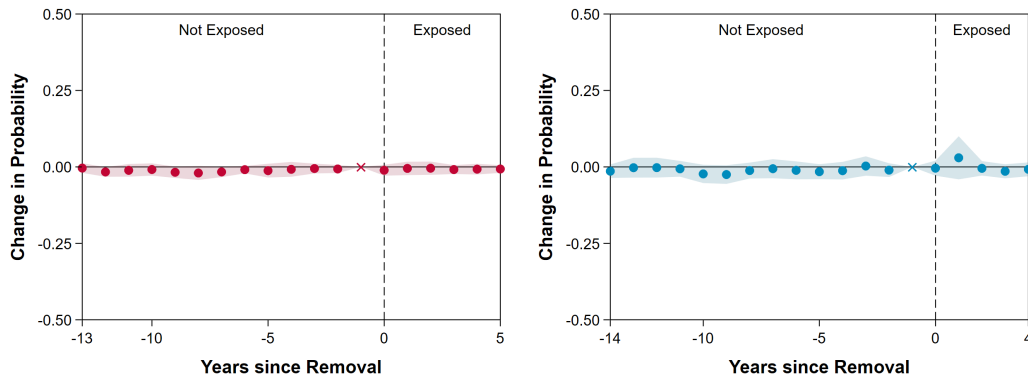 0.50
0.25
0.00
-0.25
-0.50
Change in Probability
Not Exposed
Exposed
-13
-10
-5
0
5
Years since Removal
0.50
0.25
0.00
-0.25
-0.50
Change in Probability
Not Exposed
Exposed
-14
-10
-5
0
4
Years since Removal